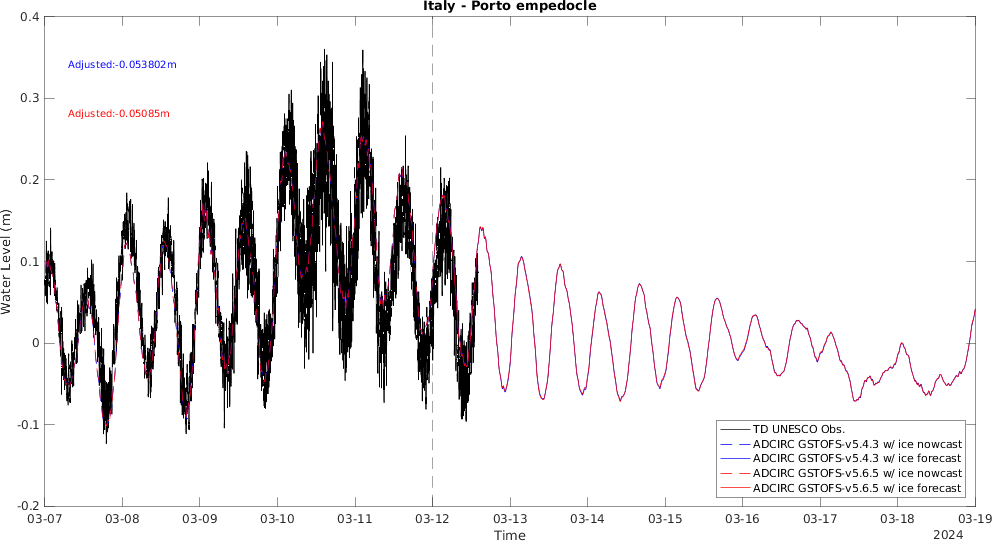 Italy - Porto empedocle
Adjusted:-0.053802m
Adjusted:-0.05085m
Water Level (m)
0.4
0.3
0.2
0.1
0
-0.1
-0.2
03-07 03-08 03-09 03-10 03-11 03-12 03-13 03-14 03-15 03-16 03-17 03-18 03-19
Time
2024
TD UNESCO Obs.
ADCIRC GSTOFS-v5.4.3 w/ ice nowcast
ADCIRC GSTOFS-v5.4.3 w/ ice forecast
ADCIRC GSTOFS-v5.6.5 w/ ice nowcast
ADCIRC GSTOFS-v5.6.5 w/ ice forecast